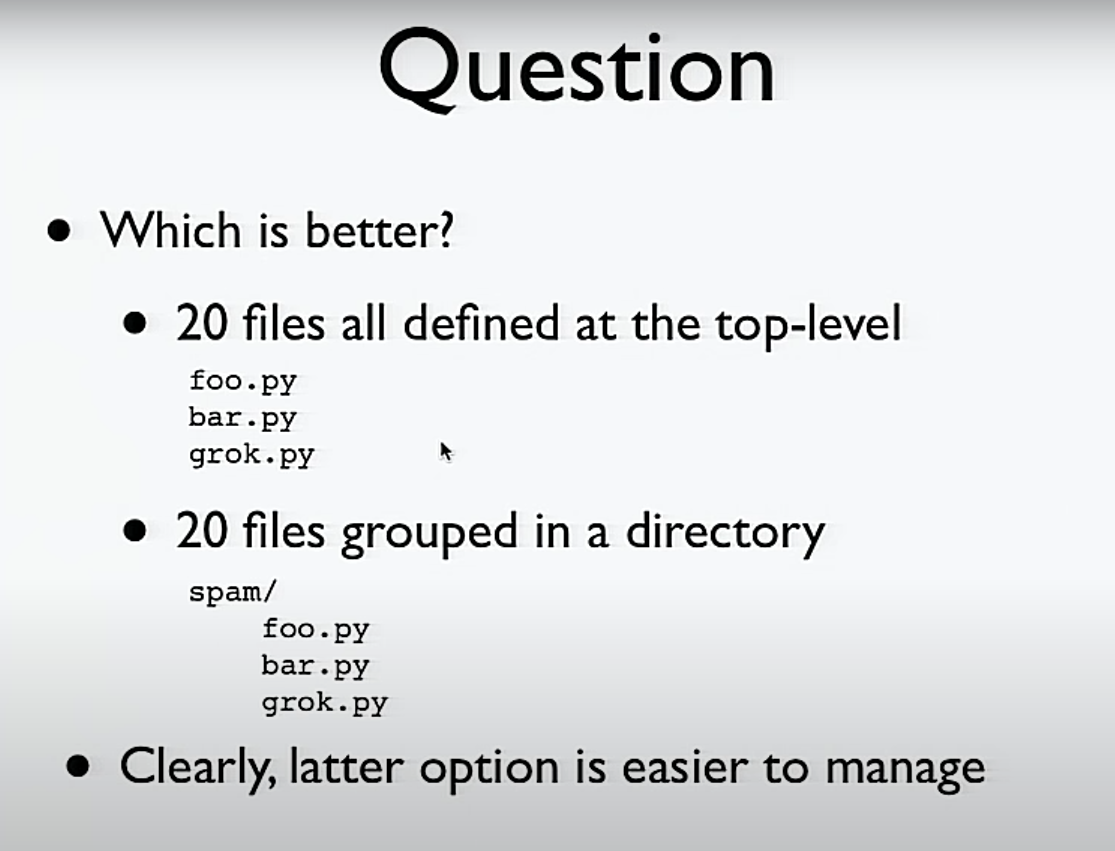 Question
• Which is better?
• 20 files all defined at the top-level
foo.py
bar.py
grok.py
• 20 files grouped in a directory
spam/
foo.py
bar.py
grok.py
• Clearly, latter option is easier to manage